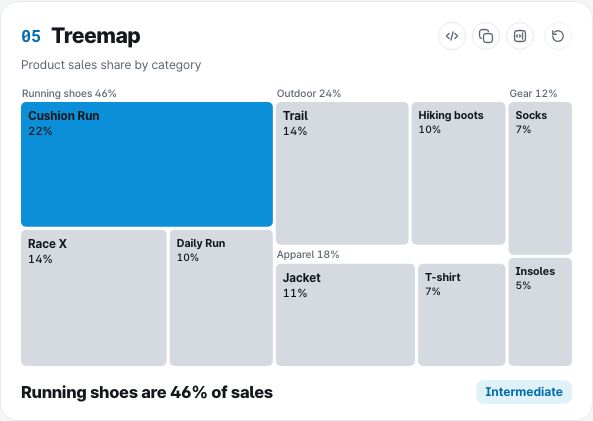 05 Treemap
Product sales share by category
Running shoes 46%
Cushion Run
22%
Race X
14%
Daily Run
10%
Outdoor 24%
Trail
14%
Hiking boots
10%
Apparel 18%
Jacket
11%
T-shirt
7%
Gear 12%
Socks
7%
Insoles
5%
Running shoes are 46% of sales
Intermediate